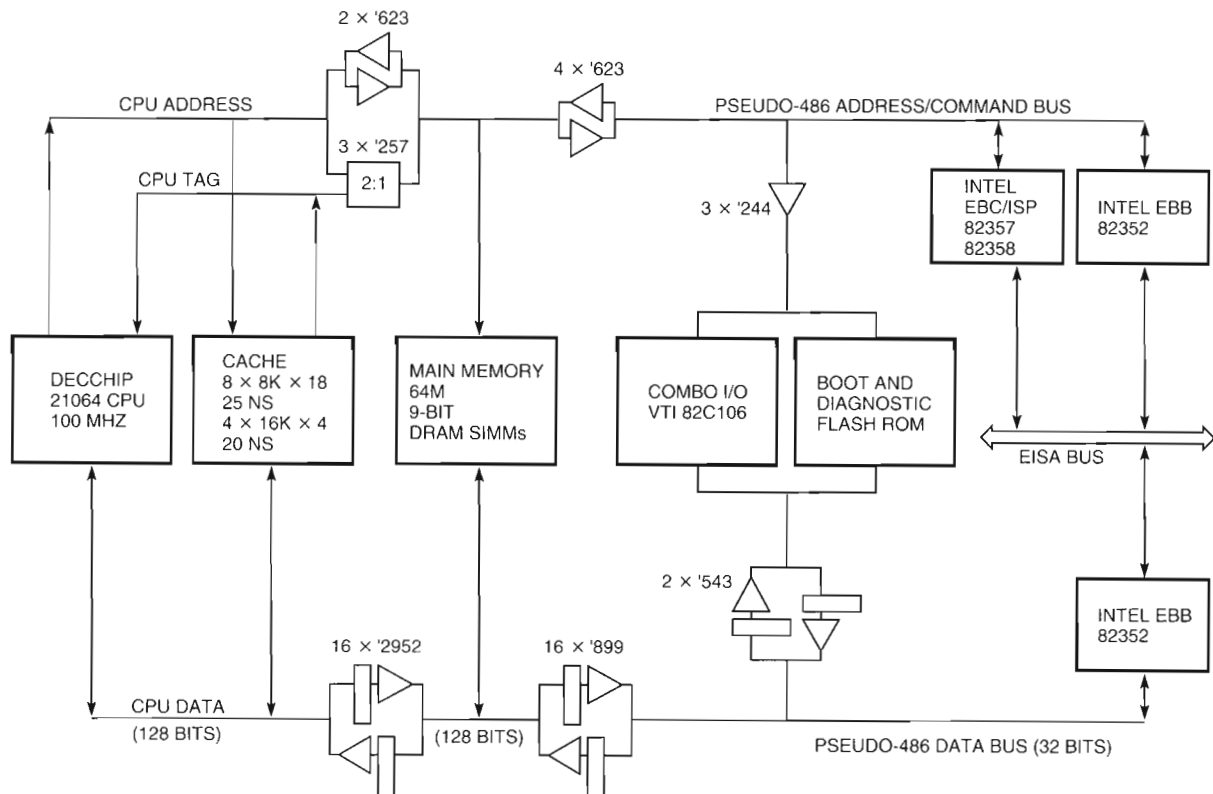 2 × '623
4 × '623
CPU ADDRESS
PSEUDO-486 ADDRESS/COMMAND BUS
3 × '257
CPU TAG
2:1
3 × '244
INTEL
EBC/ISP
82357
82358
INTEL EBB
82352
DECCHIP
21064 CPU
100 MHZ
CACHE
8 × 8K × 18
25 NS
4 × 16K × 4
20 NS
MAIN MEMORY
64M
9-BIT
DRAM SIMMs
COMBO I/O
VTI 82C106
BOOT AND
DIAGNOSTIC
FLASH ROM
EISA BUS
2 × '543
INTEL EBB
82352
16 × '2952
16 × '899
CPU DATA
(128 BITS)
(128 BITS)
PSEUDO-486 DATA BUS (32 BITS)